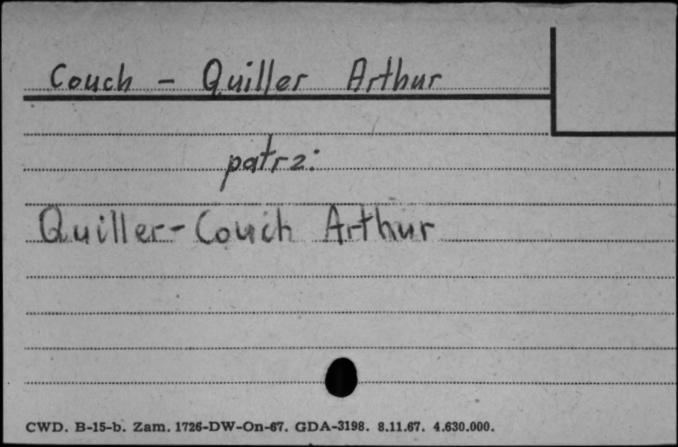 Couch - Quiller Arthur
patrz:
Quiller-Couch Arthur
CWD. B-15-b. Zam. 1726-DW-On-67. GDA-3198. 8.11.67. 4.630.000.